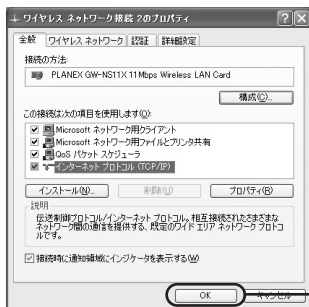 ワイヤレス ネットワーク接続 2のプロパティ
全般 ワイヤレス ネットワーク 認証 詳細設定
接続の方法:
PLANEX GW-NS11X 11Mbps Wireless LAN Card
構成(C)...
この接続は次の項目を使用します(O):
Microsoft ネットワーク用クライアント
Microsoft ネットワーク用ファイルとプリンタ共有
QoS パケット スケジューラ
インターネット プロトコル (TCP/IP)
インストール(N)... 削除(U) プロパティ(R)
説明
伝送制御プロトコル/インターネット プロトコル。相互接続されたさまざまな
ネットワーク間の通信を提供する、既定のワイド エリア ネットワーク プロトコ
ルです。
接続時に通知領域にインジケータを表示する(W)
OK キャンセル